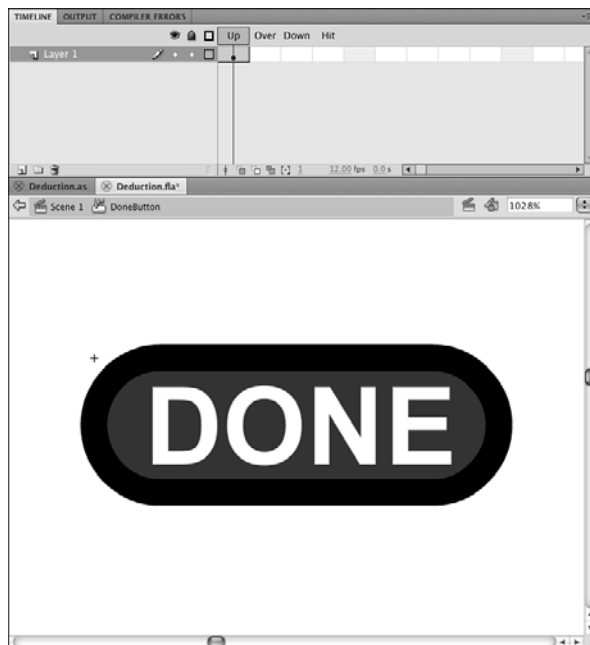 TIMELINE OUTPUT COMPILER ERRORS
Up Over Down Hit
Layer 1
1 12.00 fps 0.0 s
Deduction.as Deduction.fla*
Scene 1 DoneButton 1028%
DONE